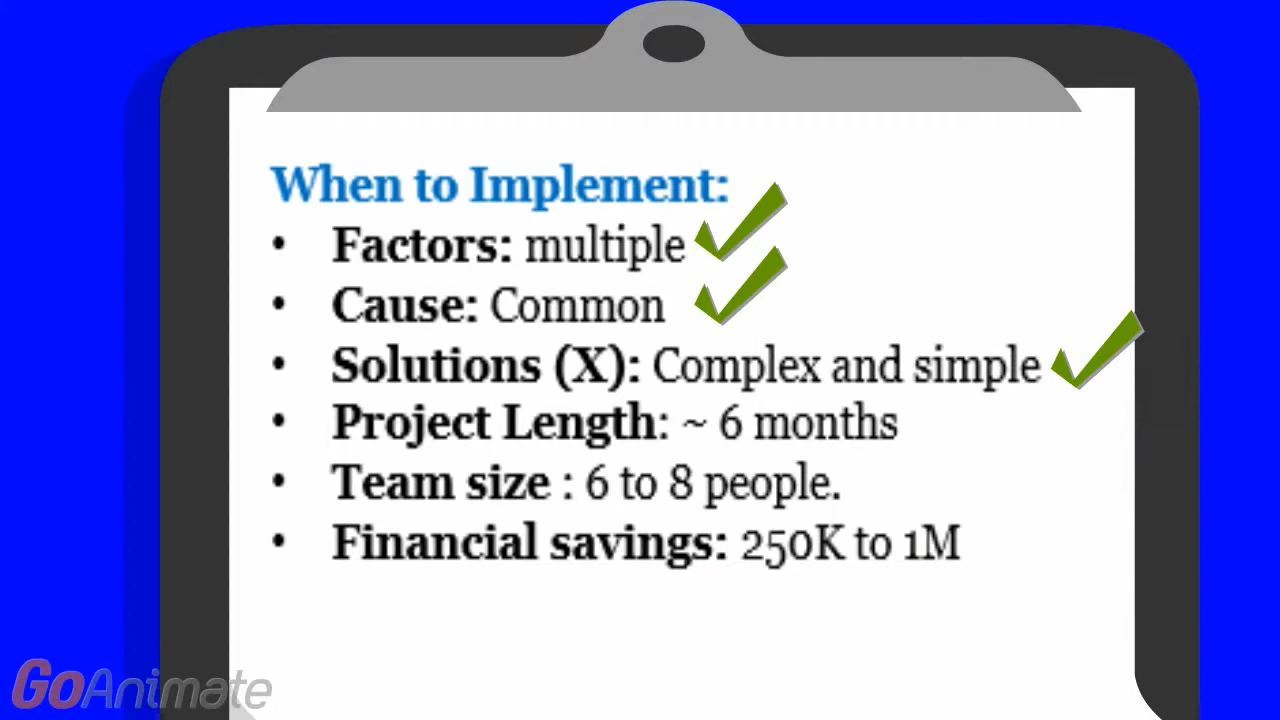 When to Implement:
• Factors: multiple
• Cause: Common
• Solutions (X): Complex and simple
• Project Length: ~ 6 months
• Team size : 6 to 8 people.
• Financial savings: 250K to 1M
GoAnimate